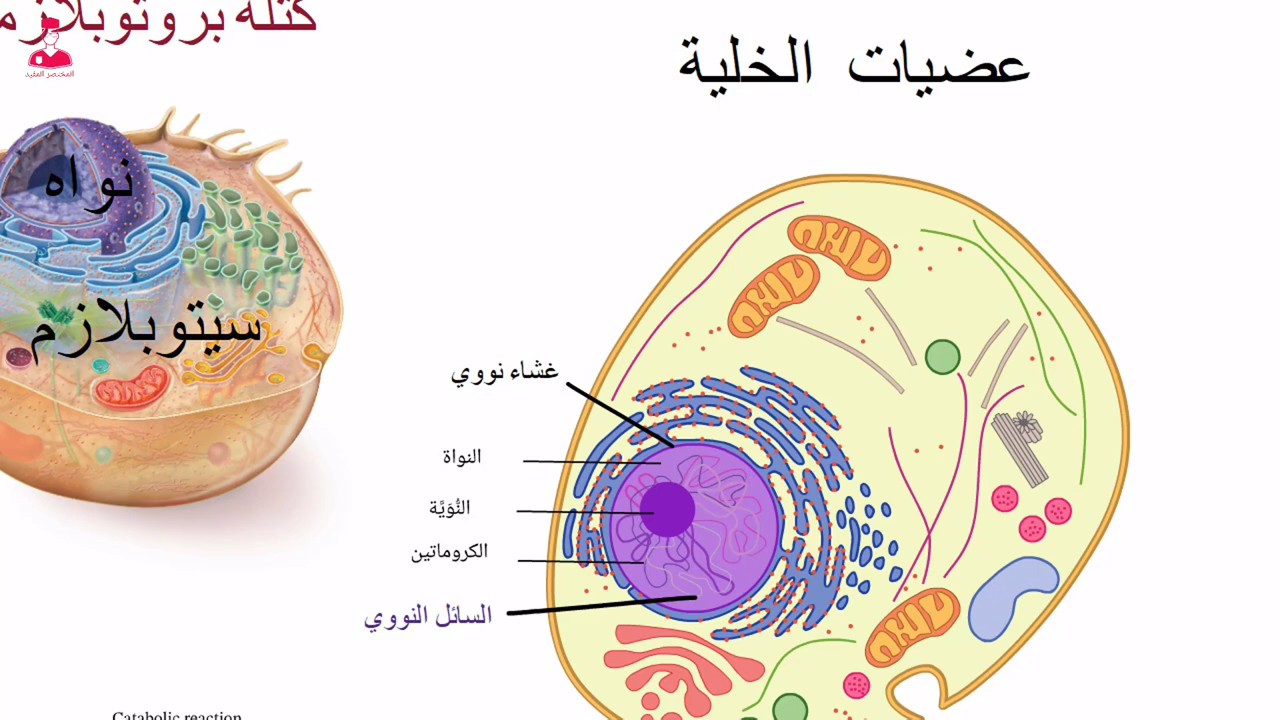 كتلة بروتوبلازم
المختصر المفيد
عضيات الخلية
نواه
سيتوبلازم
غشاء نووي
النواة
النُّوَيَّة
الكروماتين
السائل النووي
Catabolic reaction